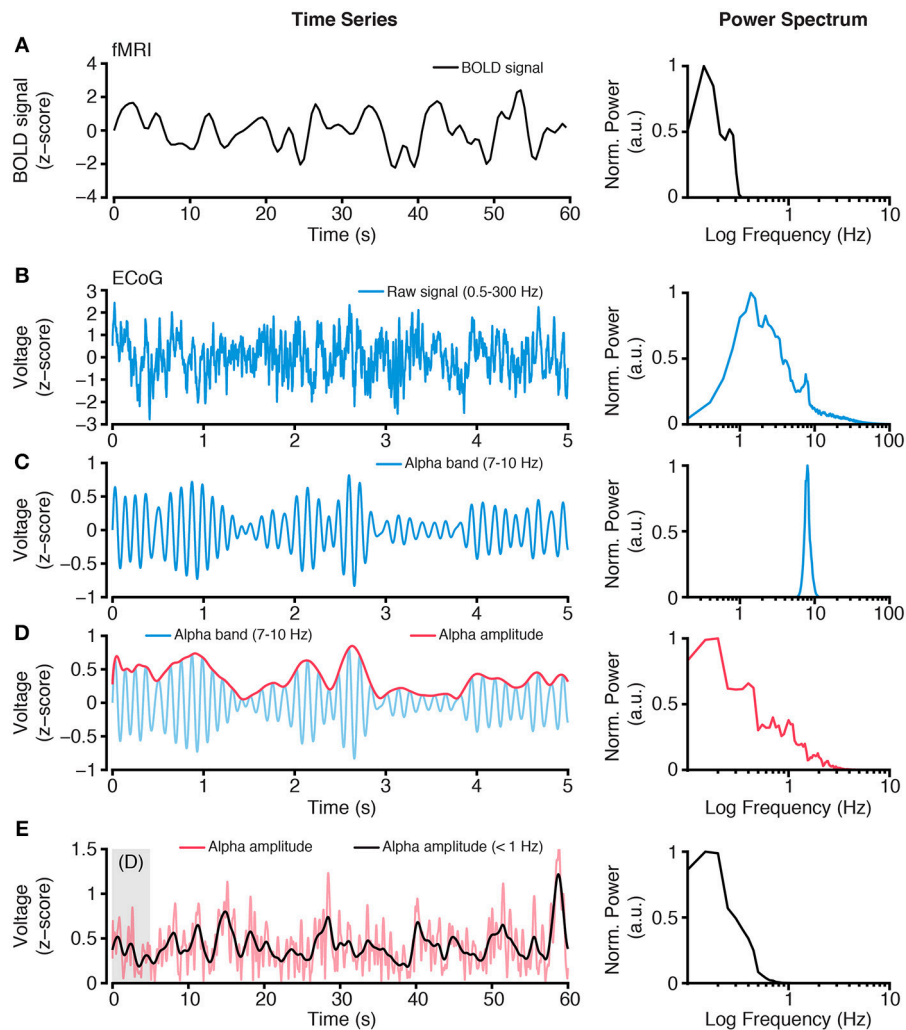 Time Series
Power Spectrum
A
fMRI
BOLD signal
BOLD signal
(z−score)
4
2
0
−2
−4
0 10 20 30 40 50 60
Time (s)
Norm. Power
(a.u.)
1
0.5
0
1 10
Log Frequency (Hz)
B
ECoG
Raw signal (0.5-300 Hz)
Voltage
(z−score)
3
2
1
0
−1
−2
−3
0 1 2 3 4 5
Norm. Power
(a.u.)
1
0.5
0
1 10 100
C
Alpha band (7-10 Hz)
Voltage
(z−score)
1
0.5
0
−0.5
−1
0 1 2 3 4 5
Norm. Power
(a.u.)
1
0.5
0
1 10 100
D
Alpha band (7-10 Hz)
Alpha amplitude
Voltage
(z−score)
1
0.5
0
−0.5
−1
0 1 2 3 4 5
Time (s)
Norm. Power
(a.u.)
1
0.5
0
1 10
Log Frequency (Hz)
E
(D)
Alpha amplitude
Alpha amplitude (< 1 Hz)
Voltage
(z−score)
1.5
1
0.5
0
0 10 20 30 40 50 60
Time (s)
Norm. Power
(a.u.)
1
0.5
0
1 10
Log Frequency (Hz)